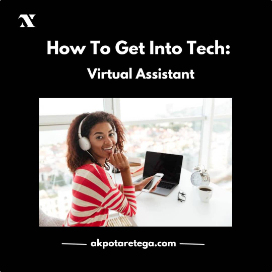 How To Get Into Tech:
Virtual Assistant
akpotaretega.com